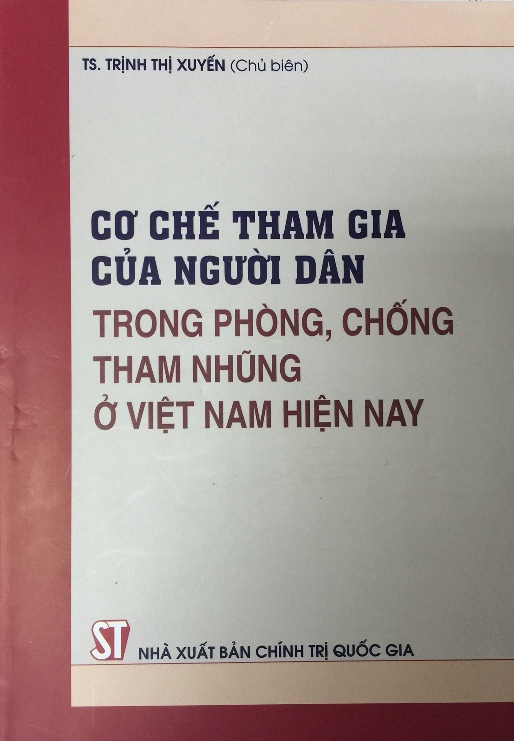 TS. TRỊNH THỊ XUYẾN (Chủ biên)
CƠ CHẾ THAM GIA
CỦA NGƯỜI DÂN
TRONG PHÒNG, CHỐNG
THAM NHŨNG
Ở VIỆT NAM HIỆN NAY
ST NHÀ XUẤT BẢN CHÍNH TRỊ QUỐC GIA